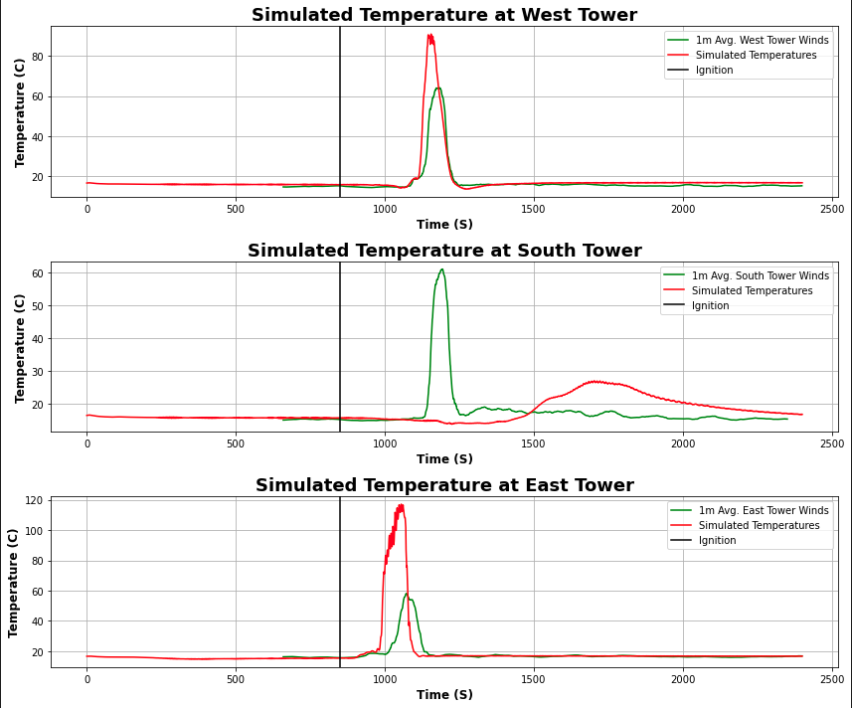 Simulated Temperature at West Tower
Temperature (C)
80
60
40
20
1m Avg. West Tower Winds
Simulated Temperatures
Ignition
0 500 1000 1500 2000 2500
Time (S)
Simulated Temperature at South Tower
Temperature (C)
60
50
40
30
20
1m Avg. South Tower Winds
Simulated Temperatures
Ignition
0 500 1000 1500 2000 2500
Time (S)
Simulated Temperature at East Tower
Temperature (C)
120
100
80
60
40
20
1m Avg. East Tower Winds
Simulated Temperatures
Ignition
0 500 1000 1500 2000 2500
Time (S)